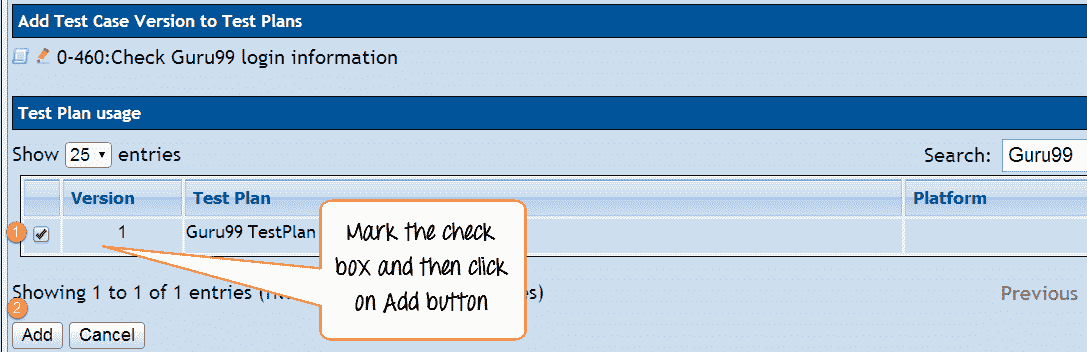 Add Test Case Version to Test Plans
0-460:Check Guru99 login information
Test Plan usage
Show 25 entries
Search: Guru99
Version Test Plan Platform
1 1 Guru99 TestPlan
Mark the check
box and then click
on Add button
Showing 1 to 1 of 1 entries
Previous
2
Add Cancel